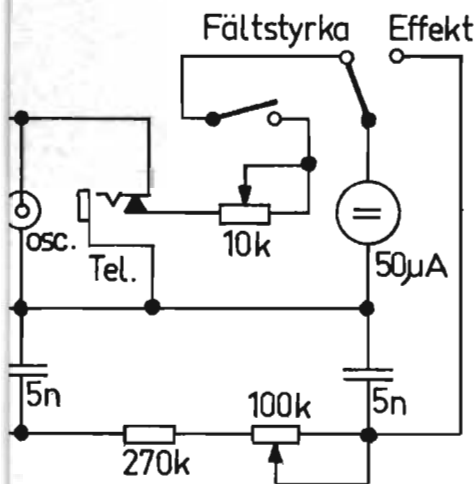 Fältstyrka Effekt
osc.
Tel.
10k
50µA
=
5n
100k
5n
270k